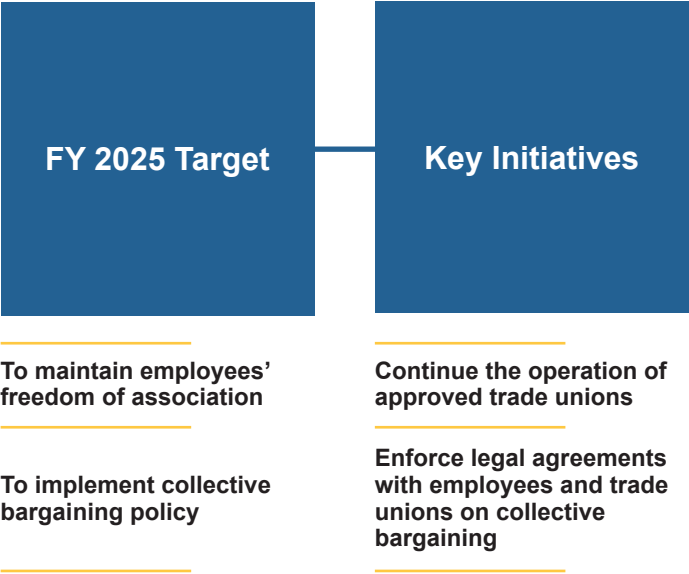 FY 2025 Target
Key Initiatives
To maintain employees’
freedom of association
Continue the operation of
approved trade unions
To implement collective
bargaining policy
Enforce legal agreements
with employees and trade
unions on collective
bargaining